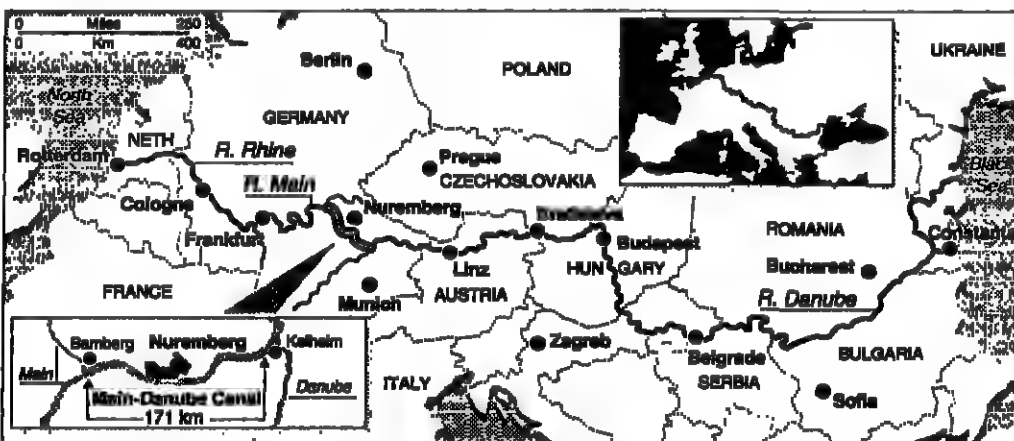 0 Miles 250
0 Km 400
North
Sea
NETH
Rotterdam
R. Rhine
R. Main
Cologne
Frankfurt
Nuremberg
Berlin
GERMANY
POLAND
UKRAINE
Prague
CZECHOSLOVAKIA
Linz
AUSTRIA
Munich
FRANCE
Budapest
HUNGARY
ROMANIA
Bucharest
R. Danube
Black
Sea
Constanta
Zagreb
ITALY
Belgrade
SERBIA
BULGARIA
Sofia
Bamberg
Nuremberg
Kelheim
Main
Danube
Main-Danube Canal
171 km